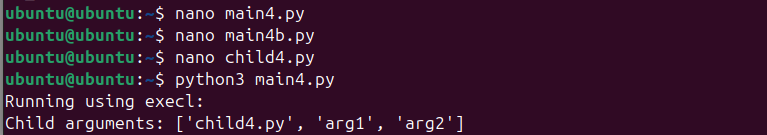 ubuntu@ubuntu:~$ nano main4.py
ubuntu@ubuntu:~$ nano main4b.py
ubuntu@ubuntu:~$ nano child4.py
ubuntu@ubuntu:~$ python3 main4.py
Running using execl:
Child arguments: ['child4.py', 'arg1', 'arg2']